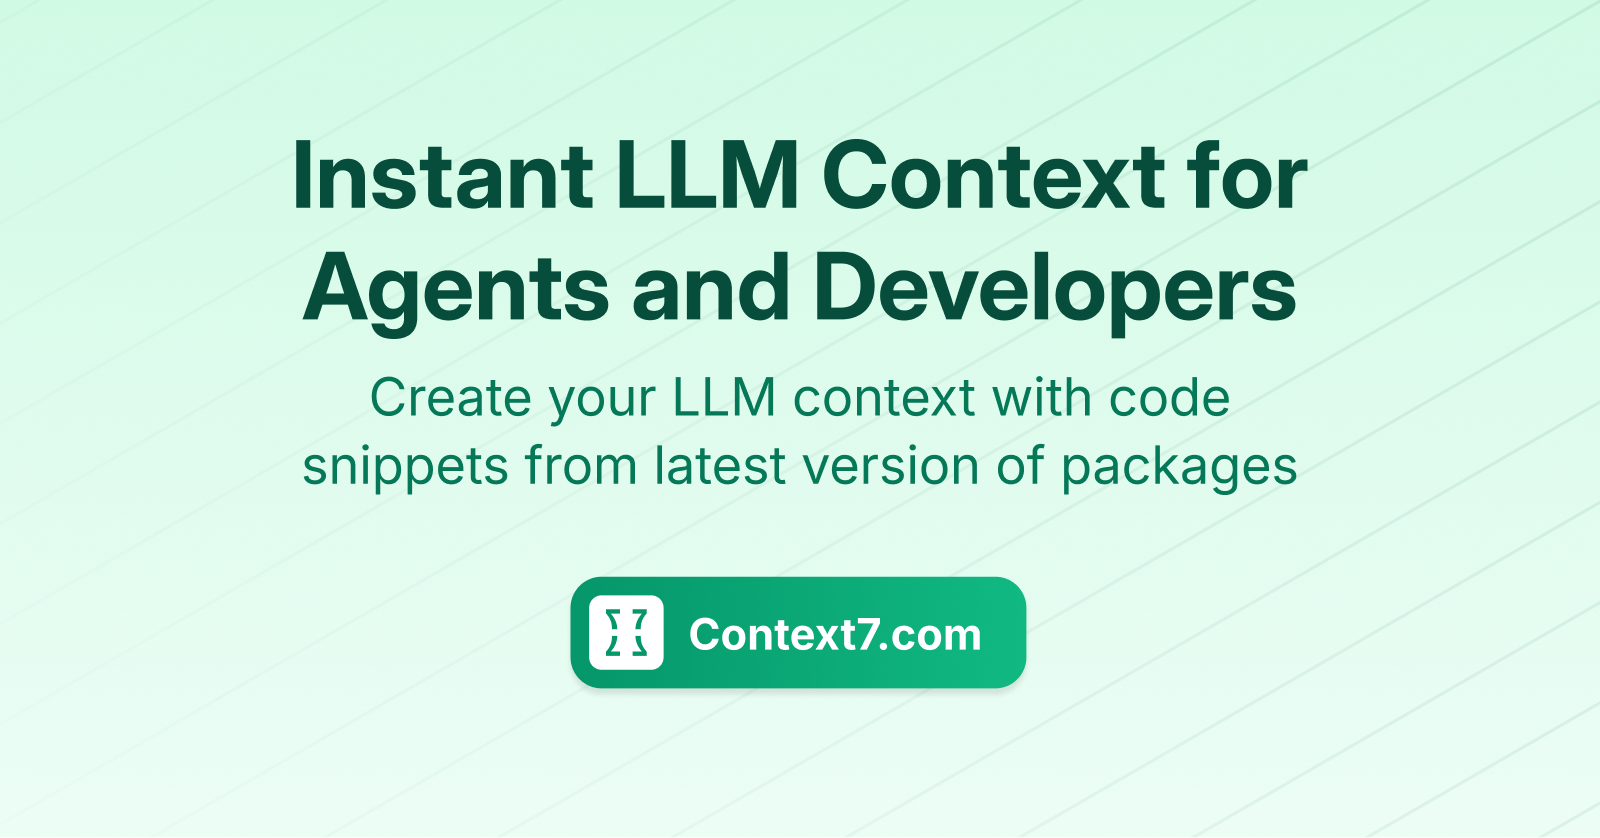 Instant LLM Context for
Agents and Developers
Create your LLM context with code
snippets from latest version of packages
Context7.com